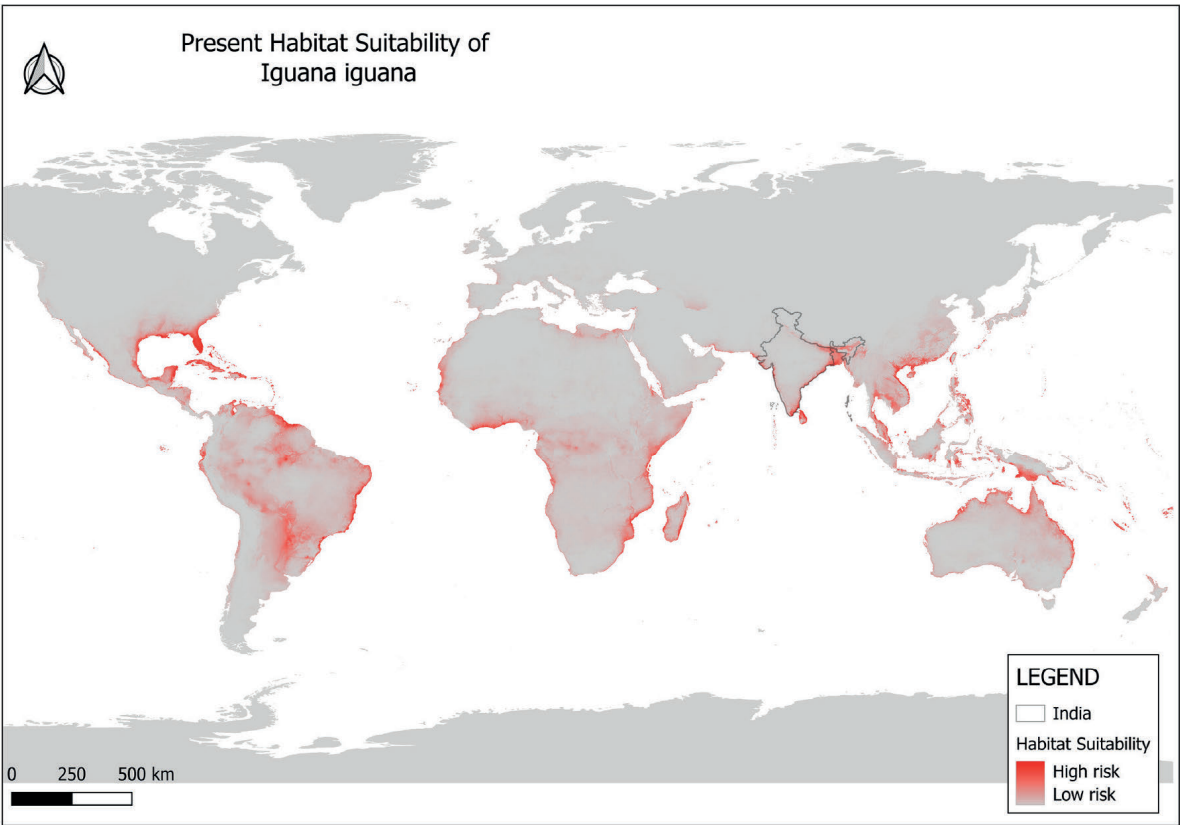 Present Habitat Suitability of
Iguana iguana
LEGEND
India
Habitat Suitability
High risk
Low risk
0 250 500 km